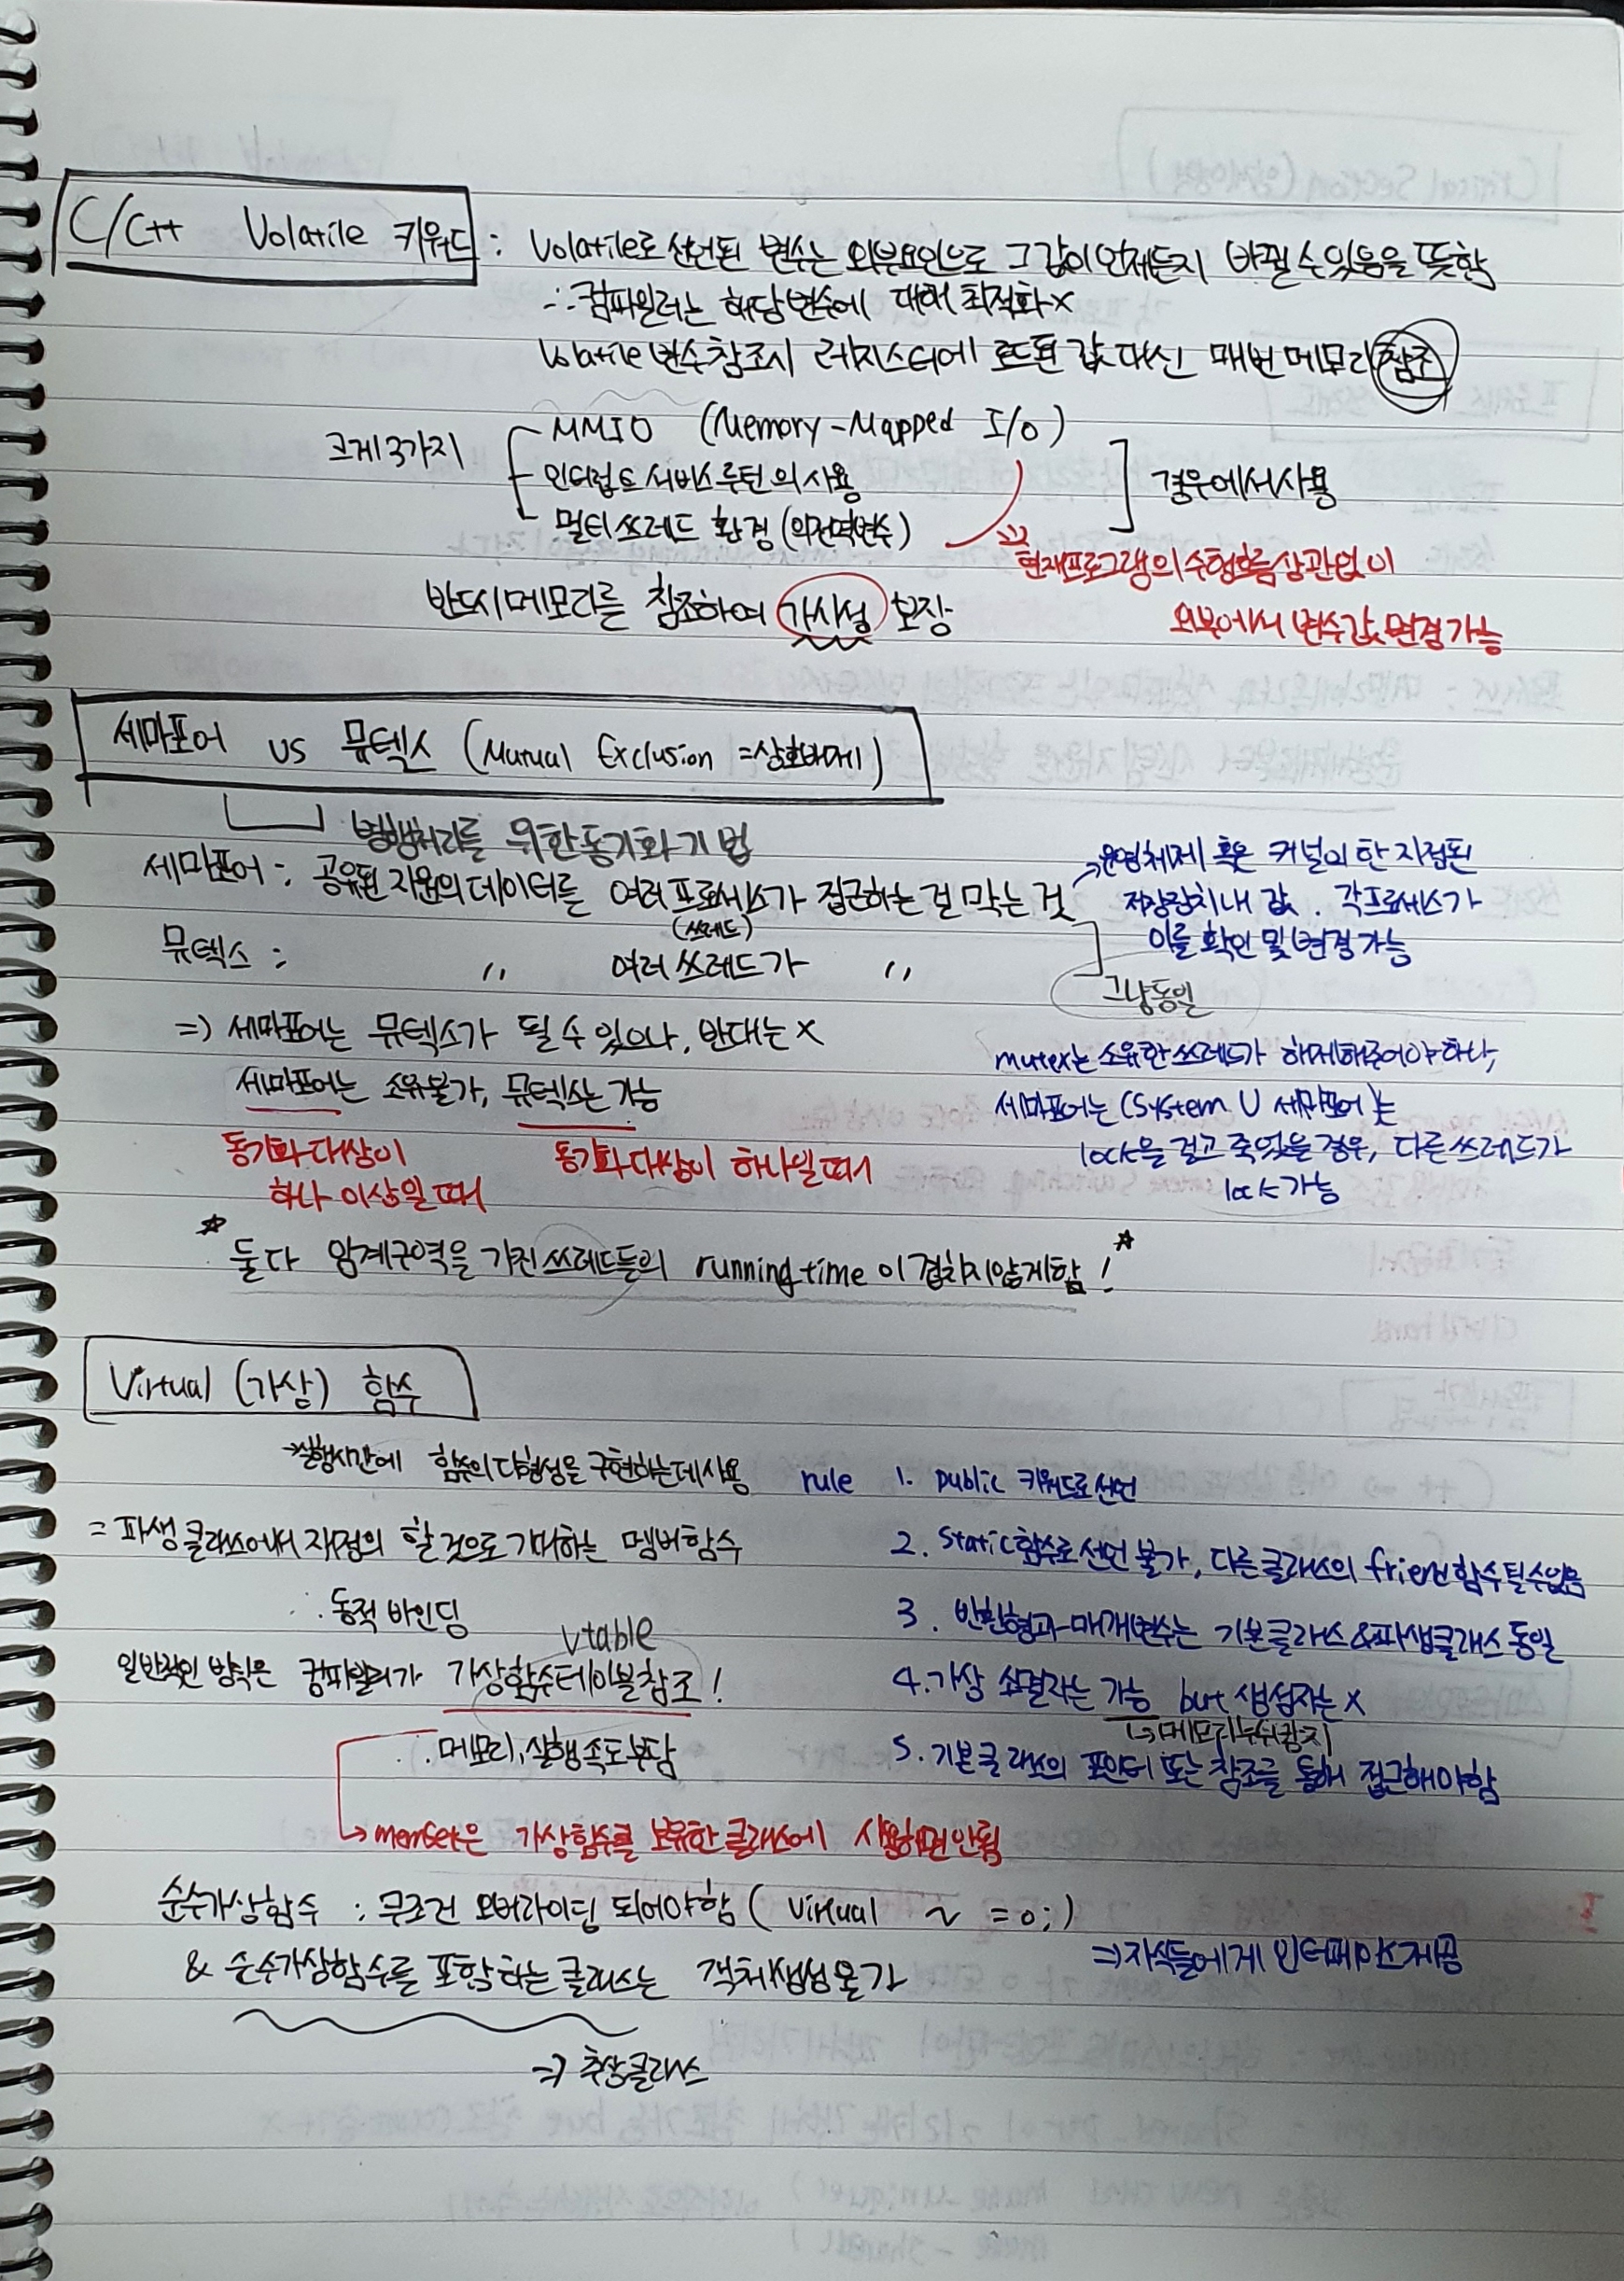 C/C++ Volatile 키워드 : Volatile로 선언된 변수는 외부요인으로 그 값이 언제든지 바뀔 수 있음을 뜻함
∴ 컴파일러는 해당변수에 대해 최적화 x
Volatile 변수 참조시 레지스터에 로드된 값 대신 매번 메모리 참조
크게 3가지
MMIO (Memory-Mapped I/O)
인터럽트 서비스 루틴의 사용
멀티 쓰레드 환경 (의 전역변수)
경우에서 사용
⇒ 현재프로그램의 수행흐름 상관없이
외부에서 변수값 변경가능
반드시 메모리를 참조하여 가시성 보장
세마포어 vs 뮤텍스 (Mutual Exclusion = 상호배제)
병행처리를 위한 동기화 기법
세마포어 : 공유된 자원의 데이터를 여러 프로세스가 접근하는 걸 막는 것
(쓰레드)
→ 운영체제 혹은 커널의 한 지정된
저장장치 내 값. 각 프로세스가
이를 확인 및 변경 가능
뮤텍스 : 〃 여러 쓰레드가 〃
그냥 동일
=> 세마포어는 뮤텍스가 될 수 있으나, 반대는 x
세마포어는 소유불가, 뮤텍스는 가능
동기화 대상이
하나 이상일 때
동기화 대상이 하나일 때
mutex는 소유한 쓰레드가 해제해주어야 하나,
세마포어는 (System V 세마포어)는
lock을 걸고 죽었을 경우, 다른 쓰레드가
lock 가능
☆ 둘 다 임계구역을 가진 쓰레드들의 running time이 겹치지 않게 함! ☆
Virtual (가상) 함수
→ 실행시간에 함수의 다형성을 구현하는데 사용
= 파생 클래스에서 재정의 할 것으로 기대하는 멤버함수
∴ 동적 바인딩
vtable
일반적인 방식은 컴파일러가 가상함수테이블 참조!
∴ 메모리, 실행 속도 부담
↳ memset은 가상함수를 보유한 클래스에 사용하면 안됨
rule 1. public 키워드로 선언
2. Static함수로 선언 불가, 다른 클래스의 friend 함수 될 수 없음
3. 반환형과 매개변수는 기본클래스 & 파생클래스 동일
4. 가상 소멸자는 가능 but 생성자는 x
↳ 메모리누수방지
5. 기본클래스의 포인터 또는 참조를 통해 접근해야함
순수가상함수 : 무조건 오버라이딩 되어야함 ( Virtual ~ = 0; )
⇒ 자식들에게 인터페이스 제공
& 순수가상함수를 포함하는 클래스는 객체생성 불가
⇒ 추상클래스